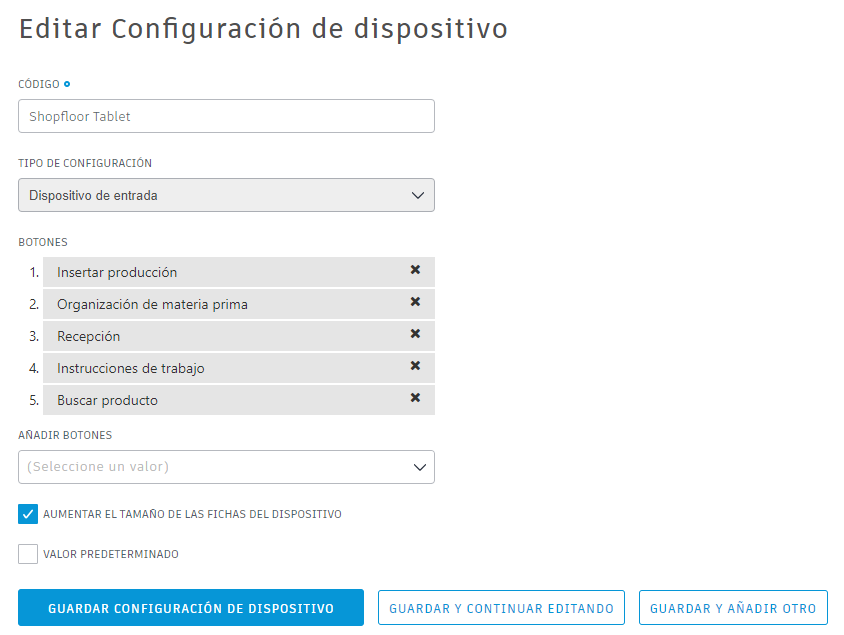 Editar Configuración de dispositivo
CÓDIGO
Shopfloor Tablet
TIPO DE CONFIGURACIÓN
Dispositivo de entrada
BOTONES
1. Insertar producción
2. Organización de materia prima
3. Recepción
4. Instrucciones de trabajo
5. Buscar producto
AÑADIR BOTONES
(Seleccione un valor)
AUMENTAR EL TAMAÑO DE LAS FICHAS DEL DISPOSITIVO
VALOR PREDETERMINADO
GUARDAR CONFIGURACIÓN DE DISPOSITIVO GUARDAR Y CONTINUAR EDITANDO GUARDAR Y AÑADIR OTRO